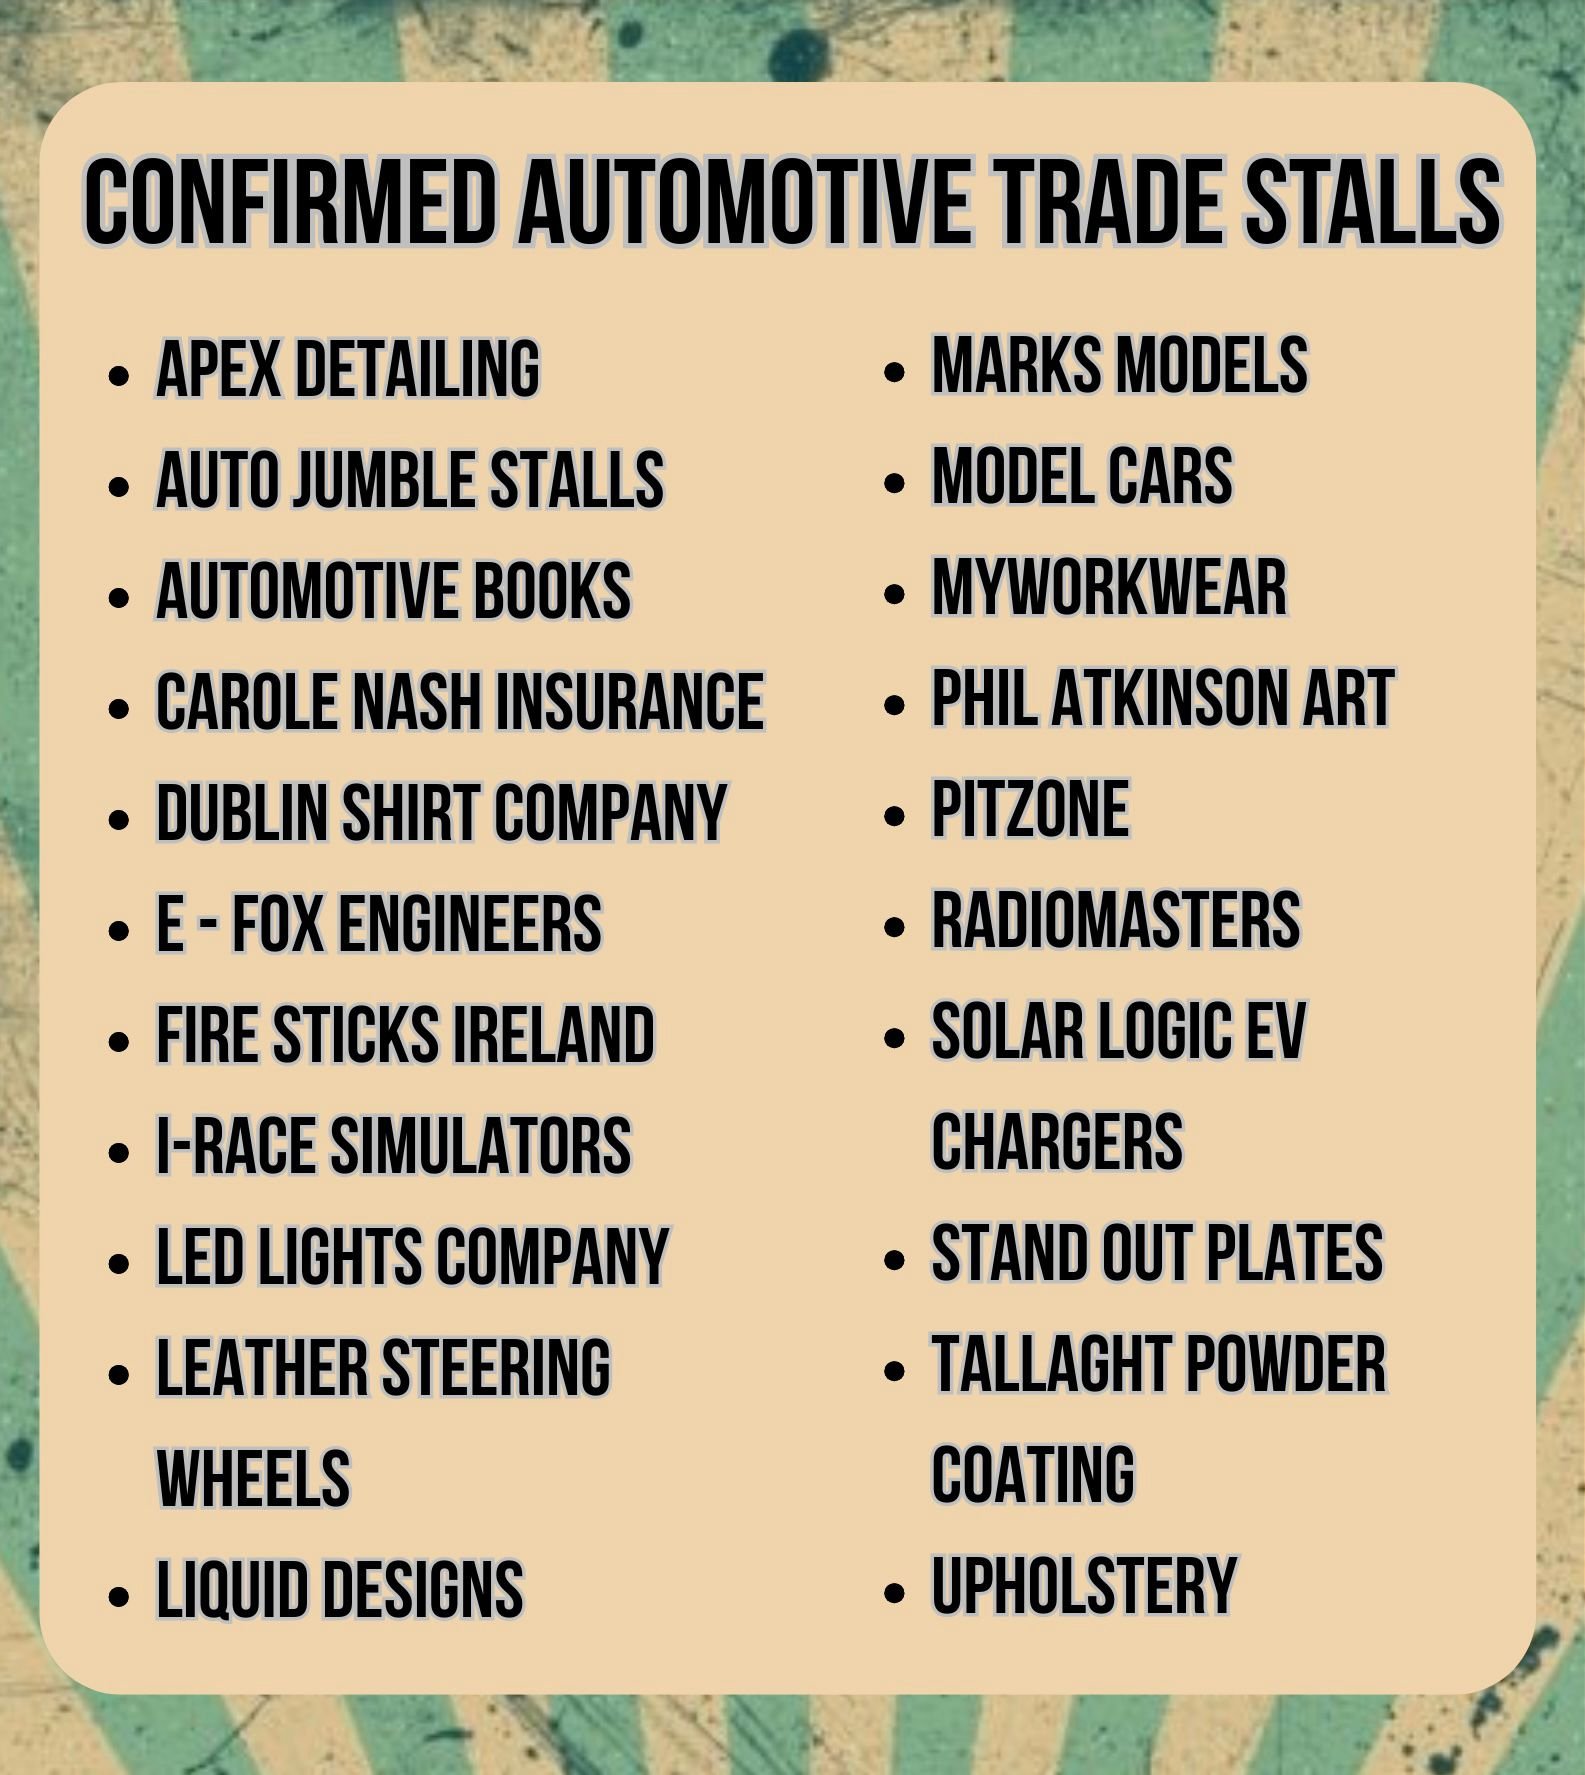 CONFIRMED AUTOMOTIVE TRADE STALLS
• APEX DETAILING
• AUTO JUMBLE STALLS
• AUTOMOTIVE BOOKS
• CAROLE NASH INSURANCE
• DUBLIN SHIRT COMPANY
• E - FOX ENGINEERS
• FIRE STICKS IRELAND
• I-RACE SIMULATORS
• LED LIGHTS COMPANY
• LEATHER STEERING
WHEELS
• LIQUID DESIGNS
• MARKS MODELS
• MODEL CARS
• MYWORKWEAR
• PHIL ATKINSON ART
• PITZONE
• RADIOMASTERS
• SOLAR LOGIC EV
CHARGERS
• STAND OUT PLATES
• TALLAGHT POWDER
COATING
• UPHOLSTERY